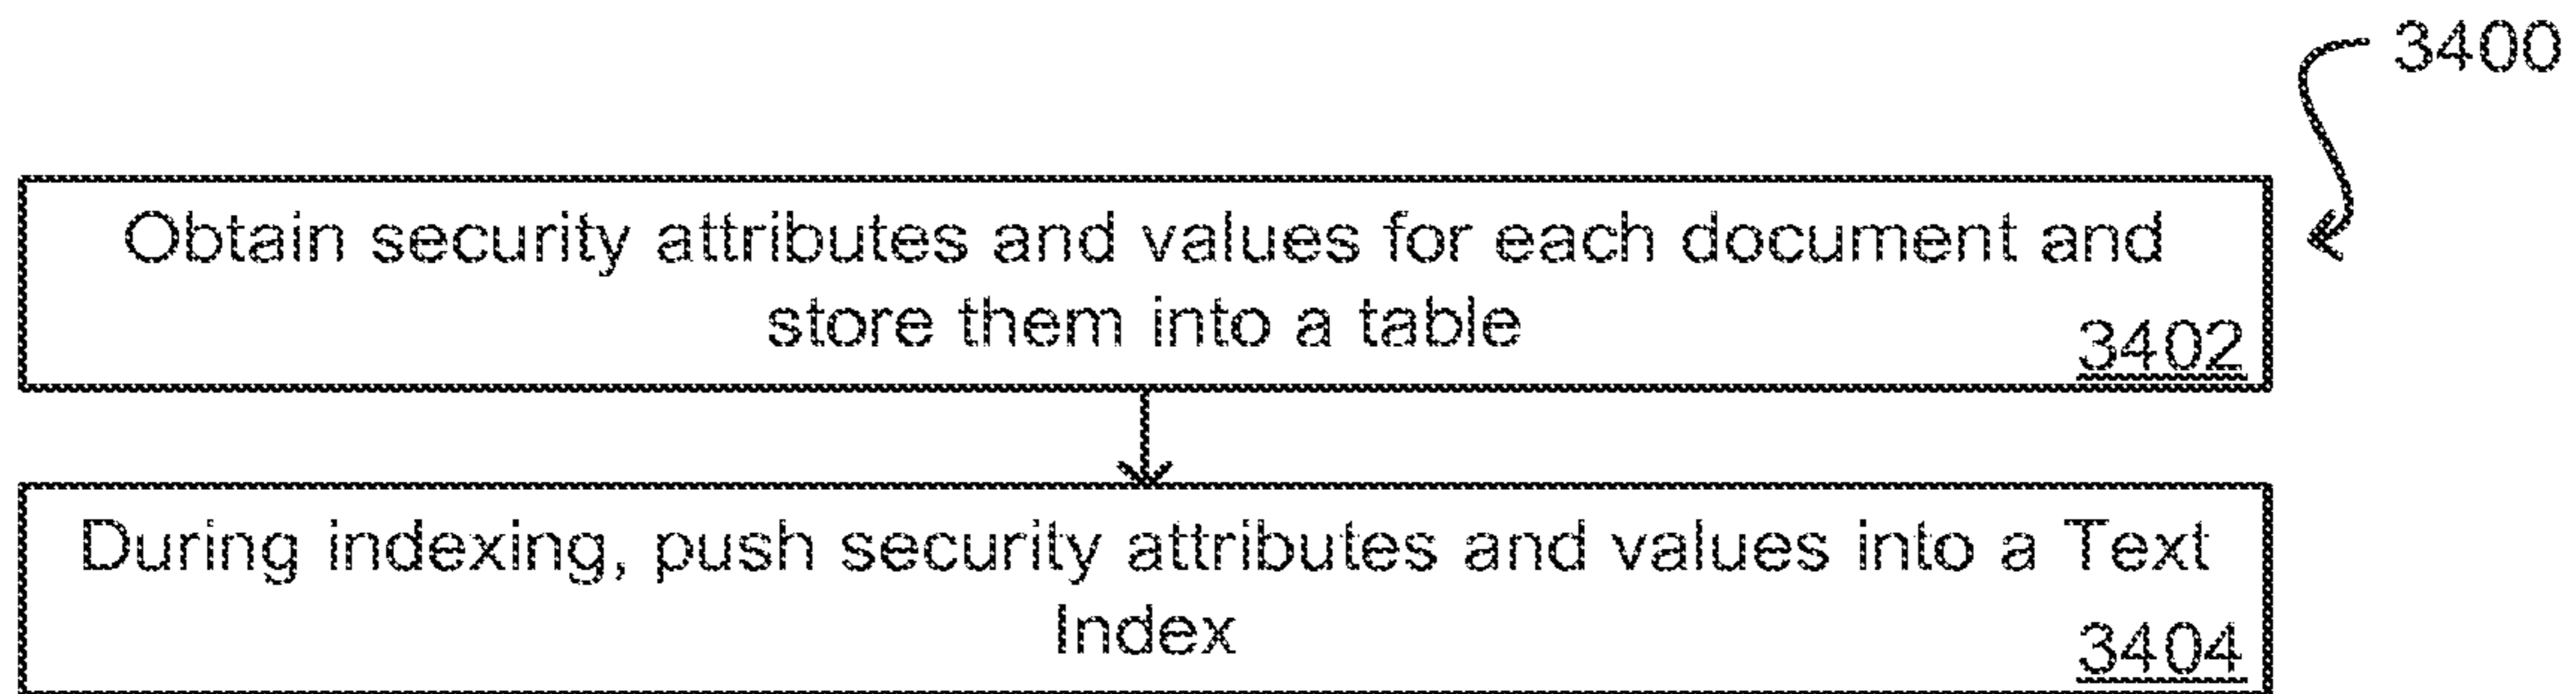 3400
Obtain security attributes and values for each document and
store them into a table
3402
During indexing, push security attributes and values into a Text
Index
3404